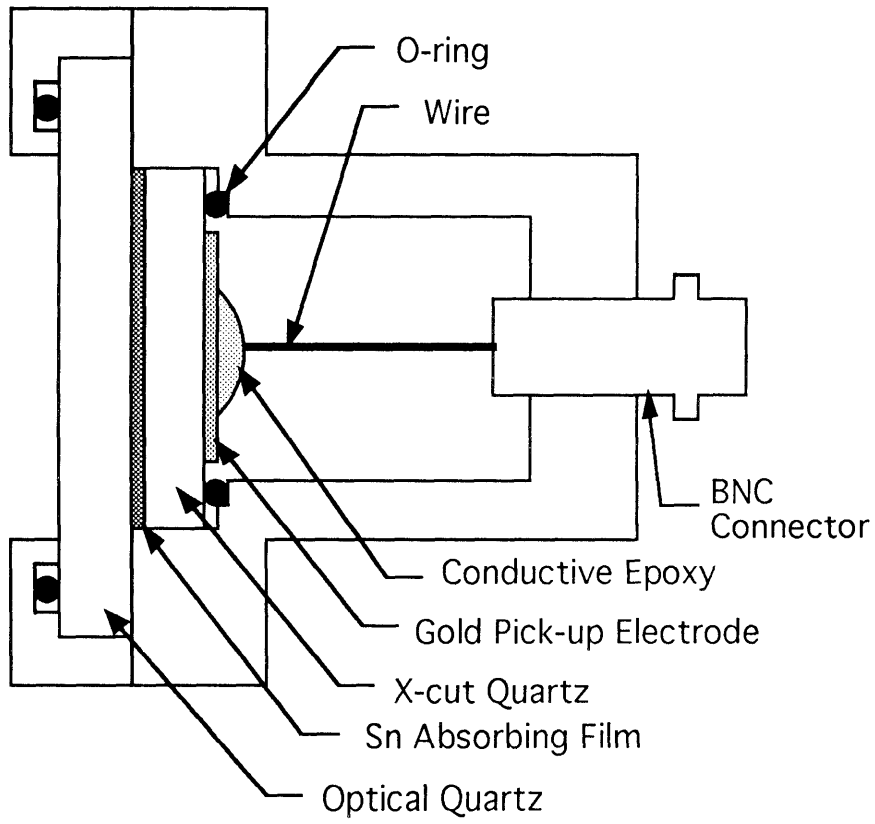 O-ring
Wire
BNC
Connector
Conductive Epoxy
Gold Pick-up Electrode
X-cut Quartz
Sn Absorbing Film
Optical Quartz